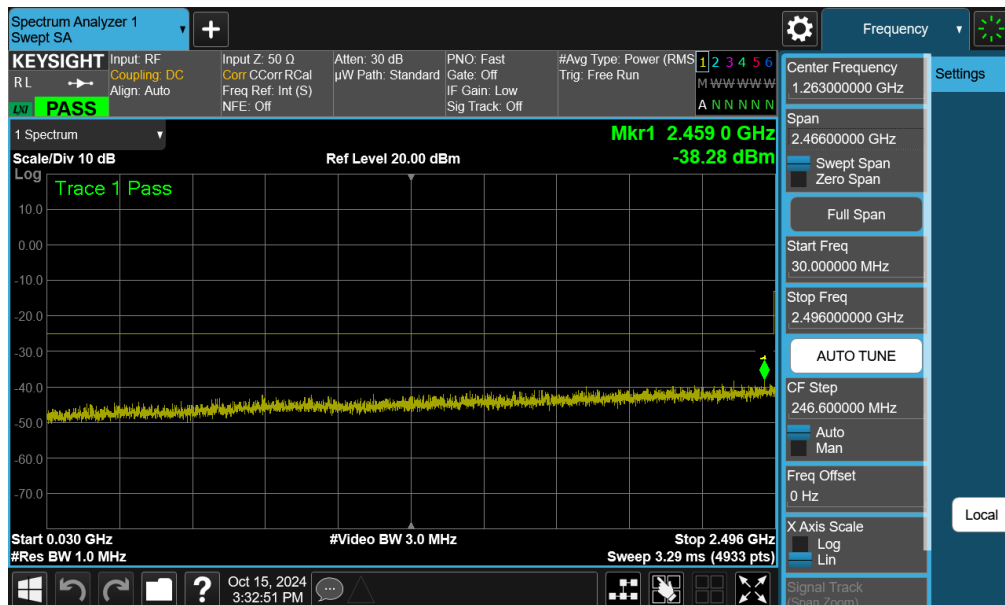 Spectrum Analyzer 1
Swept SA
Frequency
KEYSIGHT
Input: RF
Coupling: DC
Align: Auto
Input Z: 50 Ω
Corr CCorr RCal
Freq Ref: Int (S)
NFE: Off
Atten: 30 dB
µW Path: Standard
PNO: Fast
Gate: Off
IF Gain: Low
Sig Track: Off
#Avg Type: Power (RMS
Trig: Free Run
1 2 3 4 5 6
M W W W W W
A N N N N N
R L
LXI PASS
1 Spectrum
Scale/Div 10 dB
Ref Level 20.00 dBm
Mkr1 2.459 0 GHz
-38.28 dBm
Log
Trace 1 Pass
10.0
0.00
-10.0
-20.0
-30.0
-40.0
-50.0
-60.0
-70.0
1
Start 0.030 GHz
#Video BW 3.0 MHz
Stop 2.496 GHz
#Res BW 1.0 MHz
Sweep 3.29 ms (4933 pts)
Oct 15, 2024
3:32:51 PM
Center Frequency
1.263000000 GHz
Settings
Span
2.46600000 GHz
Swept Span
Zero Span
Full Span
Start Freq
30.000000 MHz
Stop Freq
2.496000000 GHz
AUTO TUNE
CF Step
246.600000 MHz
Auto
Man
Freq Offset
0 Hz
Local
X Axis Scale
Log
Lin
Signal Track
(Span Zoom)